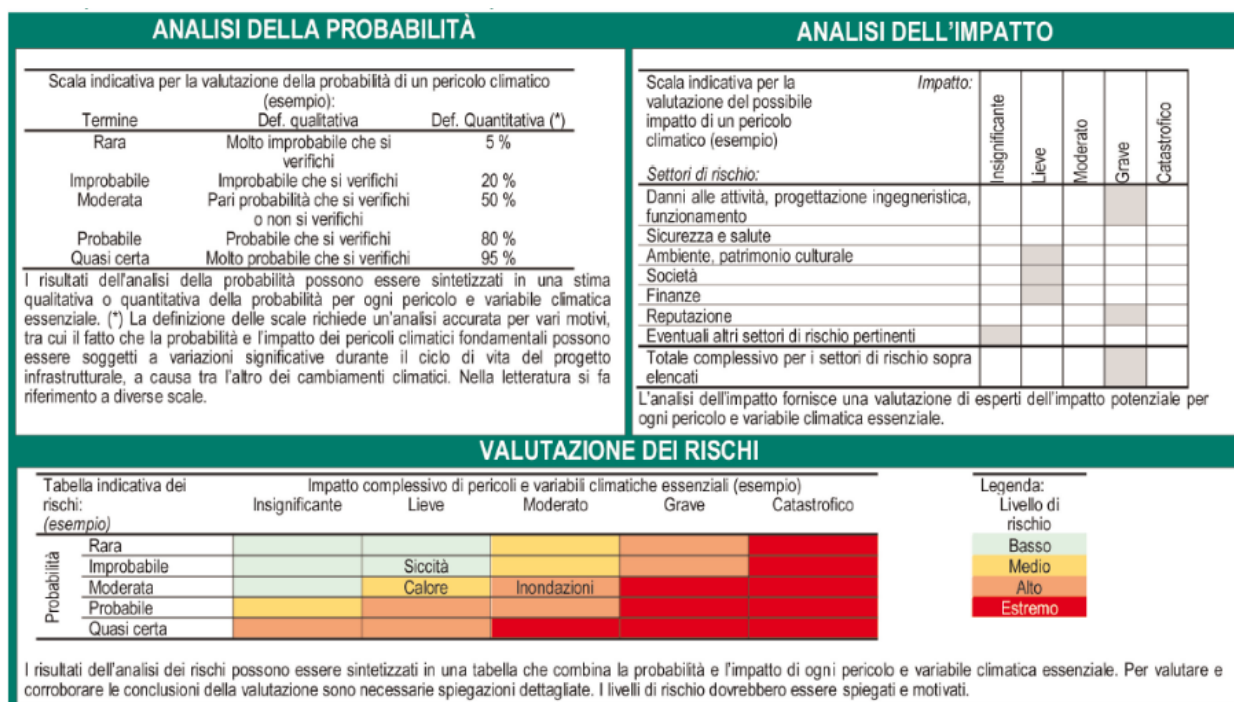 ANALISI DELLA PROBABILITÀ
Scala indicativa per la valutazione della probabilità di un pericolo climatico
(esempio):
Termine Def. qualitativa Def. Quantitativa (*)
Rara Molto improbabile che si verifichi 5 %
Improbabile Improbabile che si verifichi 20 %
Moderata Pari probabilità che si verifichi o non si verifichi 50 %
Probabile Probabile che si verifichi 80 %
Quasi certa Molto probabile che si verifichi 95 %
I risultati dell'analisi della probabilità possono essere sintetizzati in una stima
qualitativa o quantitativa della probabilità per ogni pericolo e variabile climatica
essenziale. (*) La definizione delle scale richiede un'analisi accurata per vari motivi,
tra cui il fatto che la probabilità e l'impatto dei pericoli climatici fondamentali possono
essere soggetti a variazioni significative durante il ciclo di vita del progetto
infrastrutturale, a causa tra l'altro dei cambiamenti climatici. Nella letteratura si fa
riferimento a diverse scale.
ANALISI DELL'IMPATTO
Scala indicativa per la
valutazione del possibile
impatto di un pericolo
climatico (esempio)
Impatto:
Insignificante
Lieve
Moderato
Grave
Catastrofico
Settori di rischio:
Danni alle attività, progettazione ingegneristica,
funzionamento
Sicurezza e salute
Ambiente, patrimonio culturale
Società
Finanze
Reputazione
Eventuali altri settori di rischio pertinenti
Totale complessivo per i settori di rischio sopra
elencati
L'analisi dell'impatto fornisce una valutazione di esperti dell'impatto potenziale per
ogni pericolo e variabile climatica essenziale.
VALUTAZIONE DEI RISCHI
Tabella indicativa dei
rischi:
(esempio)
Impatto complessivo di pericoli e variabili climatiche essenziali (esempio)
Insignificante Lieve Moderato Grave Catastrofico
Probabilità
Rara
Improbabile Siccità
Moderata Calore Inondazioni
Probabile
Quasi certa
Legenda:
Livello di
rischio
Basso
Medio
Alto
Estremo
I risultati dell'analisi dei rischi possono essere sintetizzati in una tabella che combina la probabilità e l'impatto di ogni pericolo e variabile climatica essenziale. Per valutare e
corroborare le conclusioni della valutazione sono necessarie spiegazioni dettagliate. I livelli di rischio dovrebbero essere spiegati e motivati.